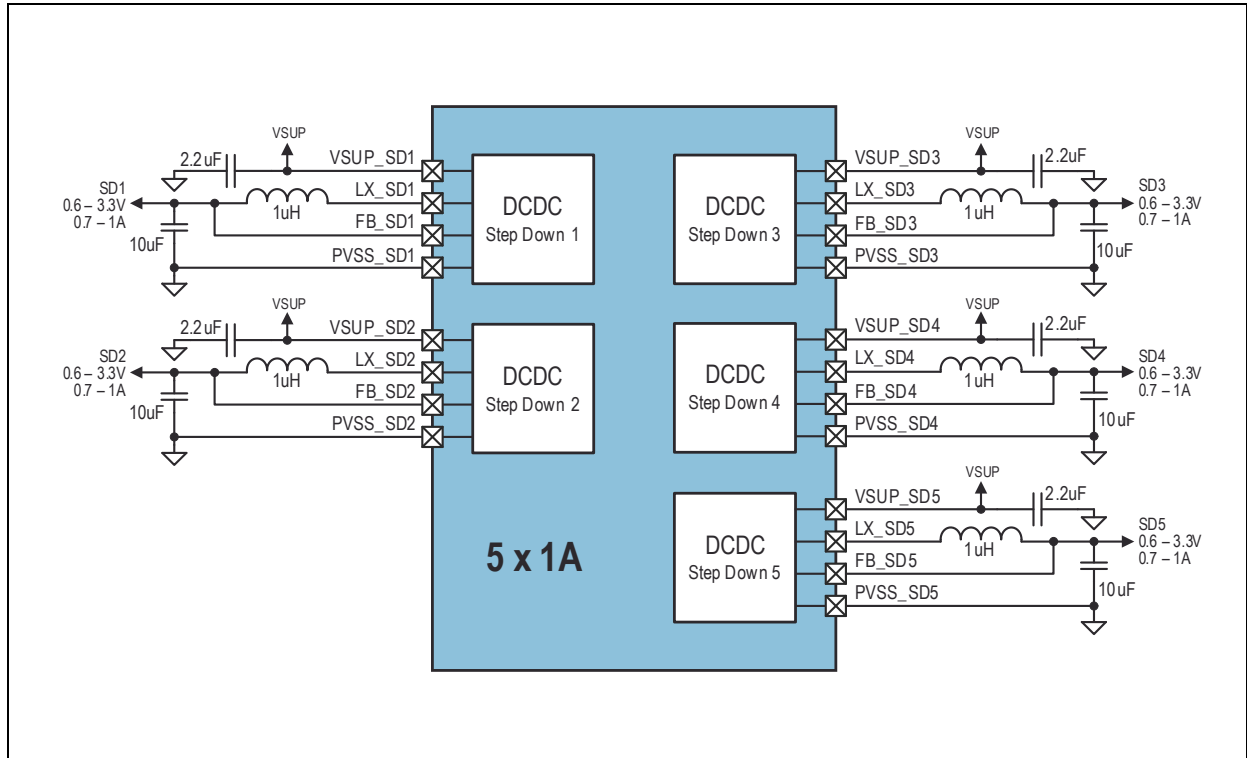 VSUP
2.2uF
VSUP_SD1
SD1
0.6 – 3.3V
0.7 – 1A
LX_SD1
1uH
FB_SD1
10uF
PVSS_SD1
DCDC
Step Down 1
VSUP
2.2uF
VSUP_SD2
SD2
0.6 – 3.3V
0.7 – 1A
LX_SD2
1uH
FB_SD2
10uF
PVSS_SD2
DCDC
Step Down 2
5 x 1A
DCDC
Step Down 3
VSUP_SD3
VSUP
2.2uF
LX_SD3
1uH
SD3
0.6 – 3.3V
0.7 – 1A
FB_SD3
10uF
PVSS_SD3
DCDC
Step Down 4
VSUP_SD4
VSUP
2.2uF
LX_SD4
1uH
SD4
0.6 – 3.3V
0.7 – 1A
FB_SD4
10uF
PVSS_SD4
DCDC
Step Down 5
VSUP_SD5
VSUP
2.2uF
LX_SD5
1uH
SD5
0.6 – 3.3V
0.7 – 1A
FB_SD5
10uF
PVSS_SD5